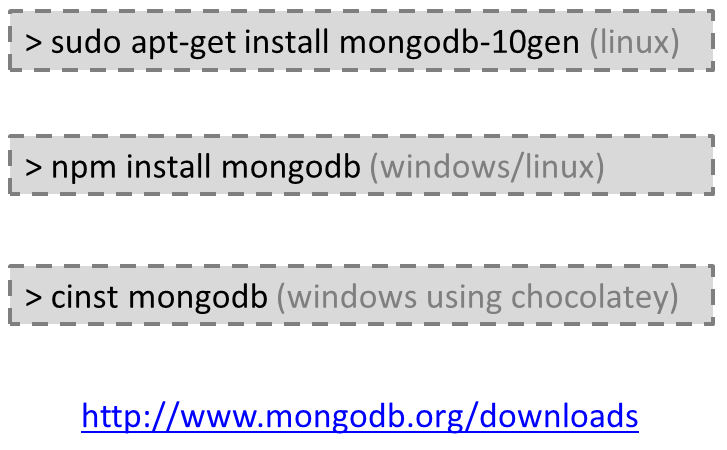 > sudo apt-get install mongodb-10gen (linux)
> npm install mongodb (windows/linux)
> cinst mongodb (windows using chocolatey)
http://www.mongodb.org/downloads